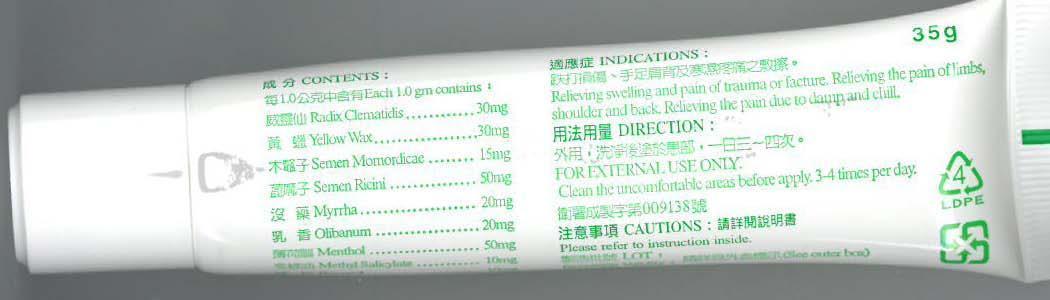 35g
成分 CONTENTS：
每1.0公克中含有Each 1.0 gm contains：
威靈仙 Radix Clematidis............30mg
黃 蠟 Yellow Wax....................30mg
木鼈子 Semen Momordicae........ 15mg
蓖麻子 Semen Ricini ...............50mg
沒 藥 Myrrha.......................20mg
乳 香 Olibanum....................20mg
薄荷腦 Menthol....................50mg
Methyl Salicylate...........10mg
適應症 INDICATIONS：
跌打損傷、手足肩背及寒濕疼痛之敷擦。
Relieving swelling and pain of trauma or facture. Relieving the pain of limbs,
shoulder and back. Relieving the pain due to damp and chill.
用法用量 DIRECTION：
外用，洗淨後塗於患部，一日三～四次。
FOR EXTERNAL USE ONLY.
Clean the uncomfortable areas before apply. 3-4 times per day.
衛署成製字第009138號
注意事項 CAUTIONS：請詳閱說明書
Please refer to instruction inside.
LOT： (See outer box)
4
LDPE